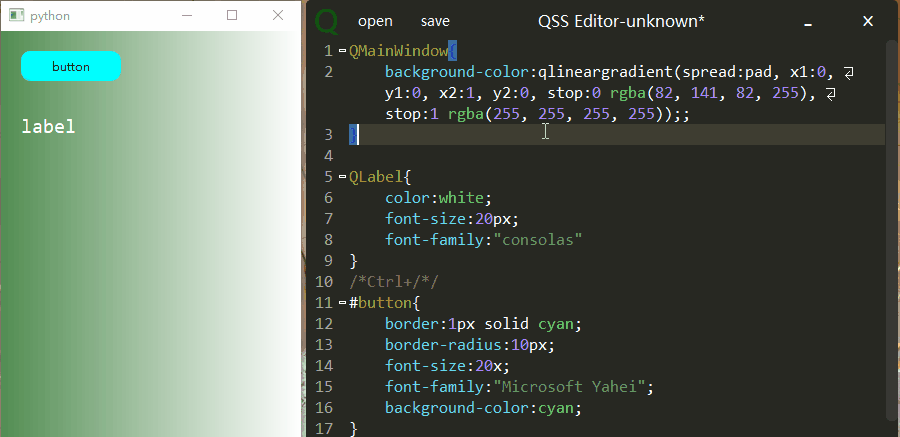 python
button
label
Q open save QSS Editor-unknown*
1 QMainWindow{
2 background-color:qlineargradient(spread:pad, x1:0,
y1:0, x2:1, y2:0, stop:0 rgba(82, 141, 82, 255),
stop:1 rgba(255, 255, 255, 255));;
3 }
4
5 QLabel{
6 color:white;
7 font-size:20px;
8 font-family:"consolas"
9 }
10 /*Ctrl+/*/
11 #button{
12 border:1px solid cyan;
13 border-radius:10px;
14 font-size:20x;
15 font-family:"Microsoft Yahei";
16 background-color:cyan;
17 }